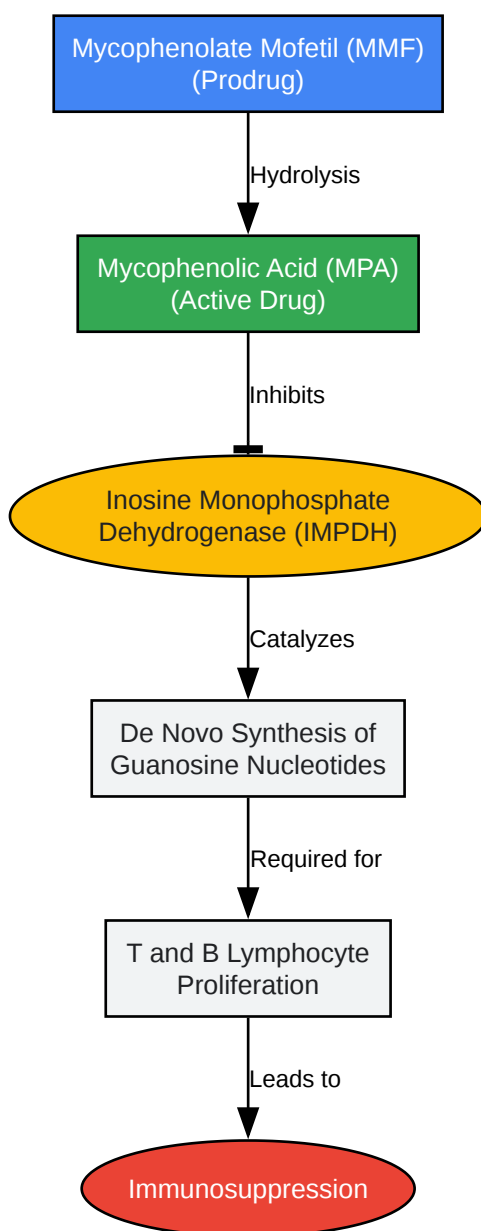 Mycophenolate Mofetil (MMF)
(Prodrug)
Hydrolysis
Mycophenolic Acid (MPA)
(Active Drug)
Inhibits
Inosine Monophosphate
Dehydrogenase (IMPDH)
Catalyzes
De Novo Synthesis of
Guanosine Nucleotides
Required for
T and B Lymphocyte
Proliferation
Leads to
Immunosuppression